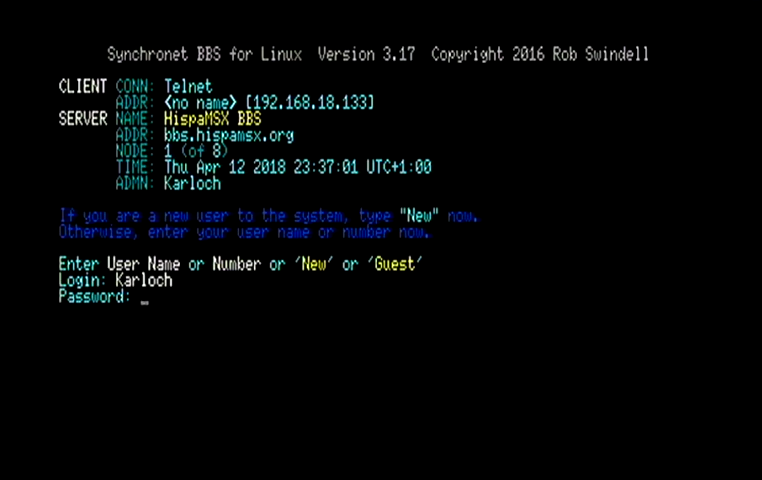 Synchronet BBS for Linux  Version 3.17  Copyright 2016 Rob Swindell
CLIENT CONN: Telnet
ADDR: <no name> [192.168.18.133]
SERVER NAME: HispaMSX BBS
ADDR: bbs.hispamsx.org
NODE: 1 (of 8)
TIME: Thu Apr 12 2018 23:37:01 UTC+1:00
ADMN: Karloch
If you are a new user to the system, type "New" now.
Otherwise, enter your user name or number now.
Enter User Name or Number or 'New' or 'Guest'
Login: Karloch
Password: _